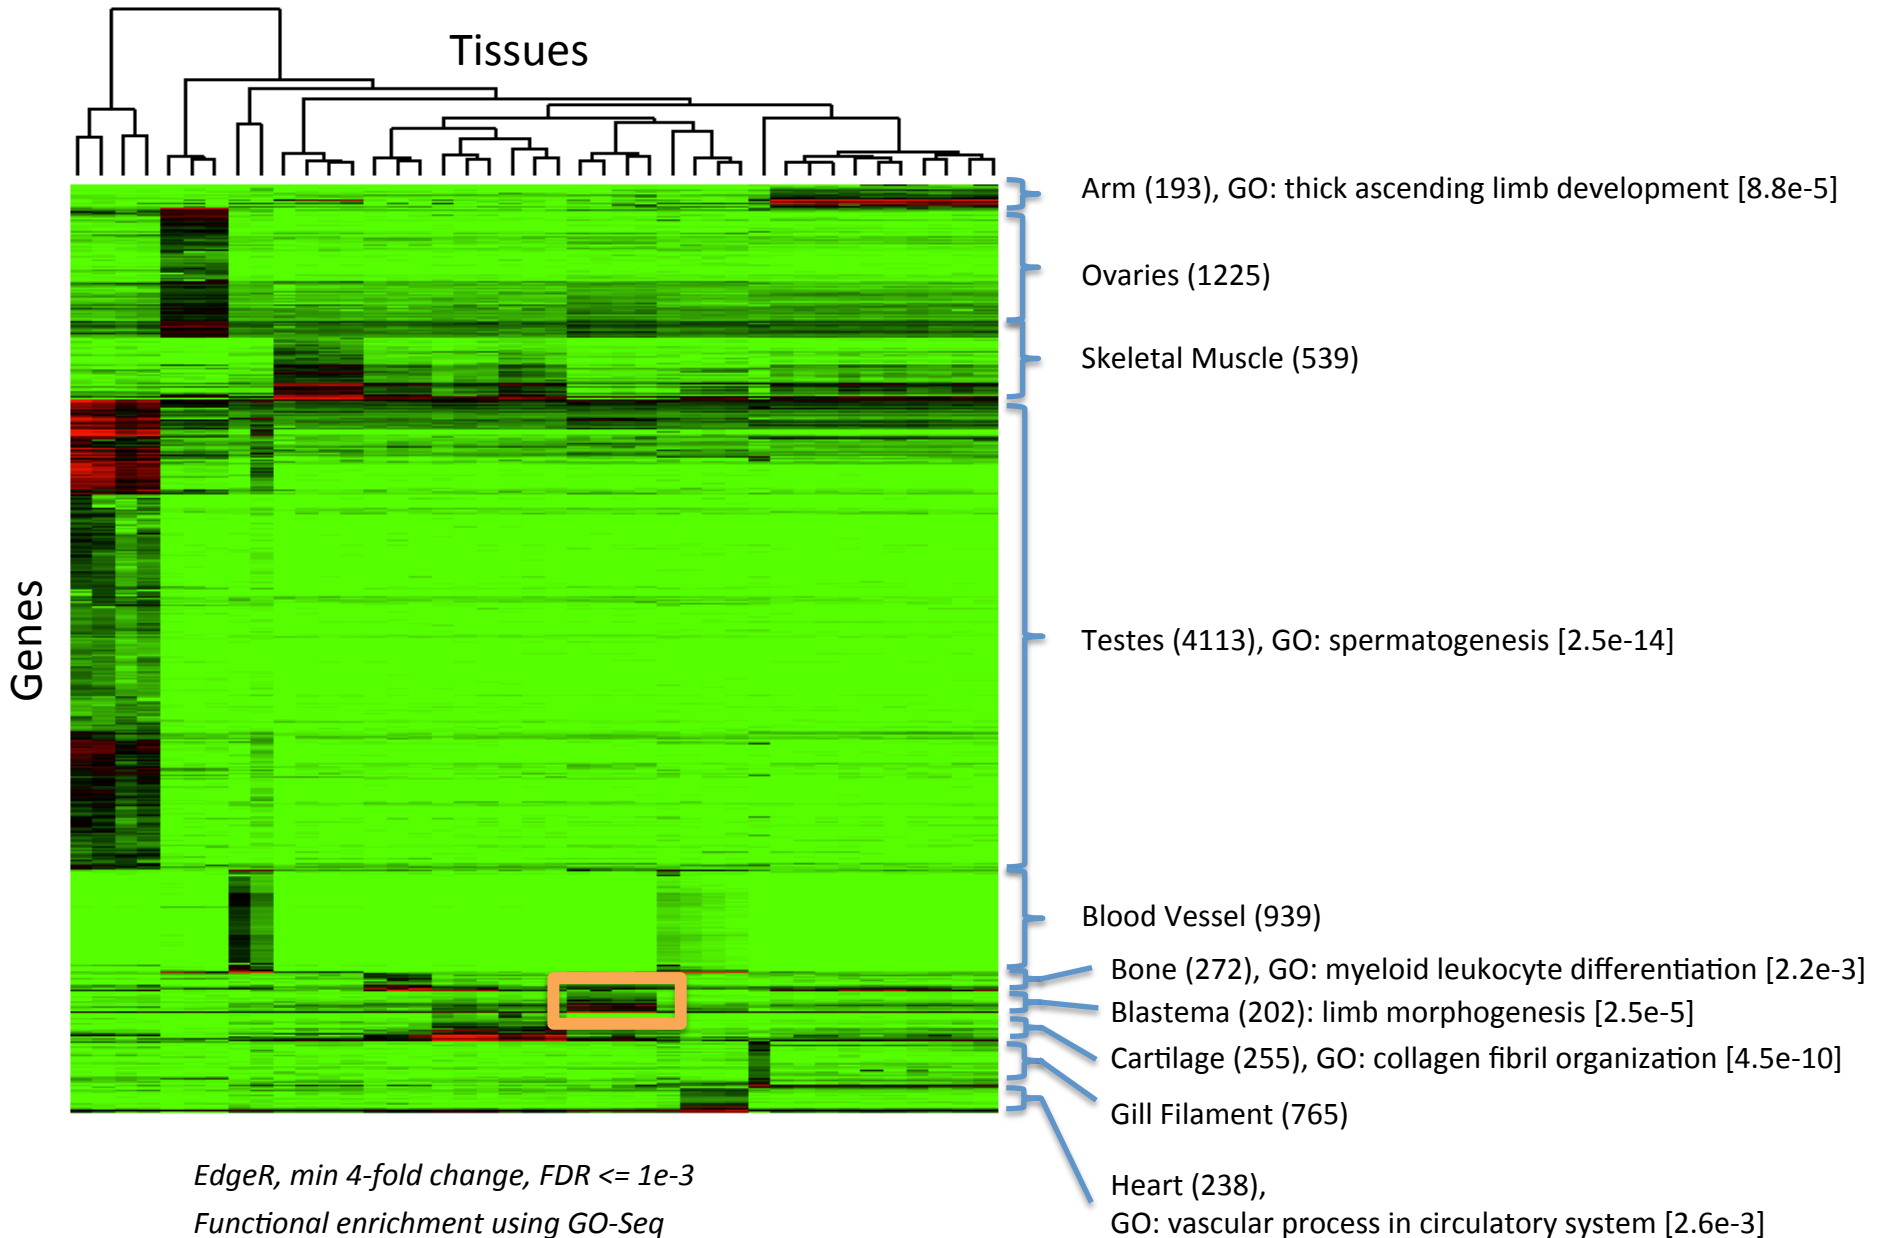 Tissues
Genes
Arm (193), GO: thick ascending limb development [8.8e-5]
Ovaries (1225)
Skeletal Muscle (539)
Testes (4113), GO: spermatogenesis [2.5e-14]
Blood Vessel (939)
Bone (272), GO: myeloid leukocyte differentiation [2.2e-3]
Blastema (202): limb morphogenesis [2.5e-5]
Cartilage (255), GO: collagen fibril organization [4.5e-10]
Gill Filament (765)
Heart (238),
GO: vascular process in circulatory system [2.6e-3]
EdgeR, min 4-fold change, FDR <= 1e-3
Functional enrichment using GO-Seq